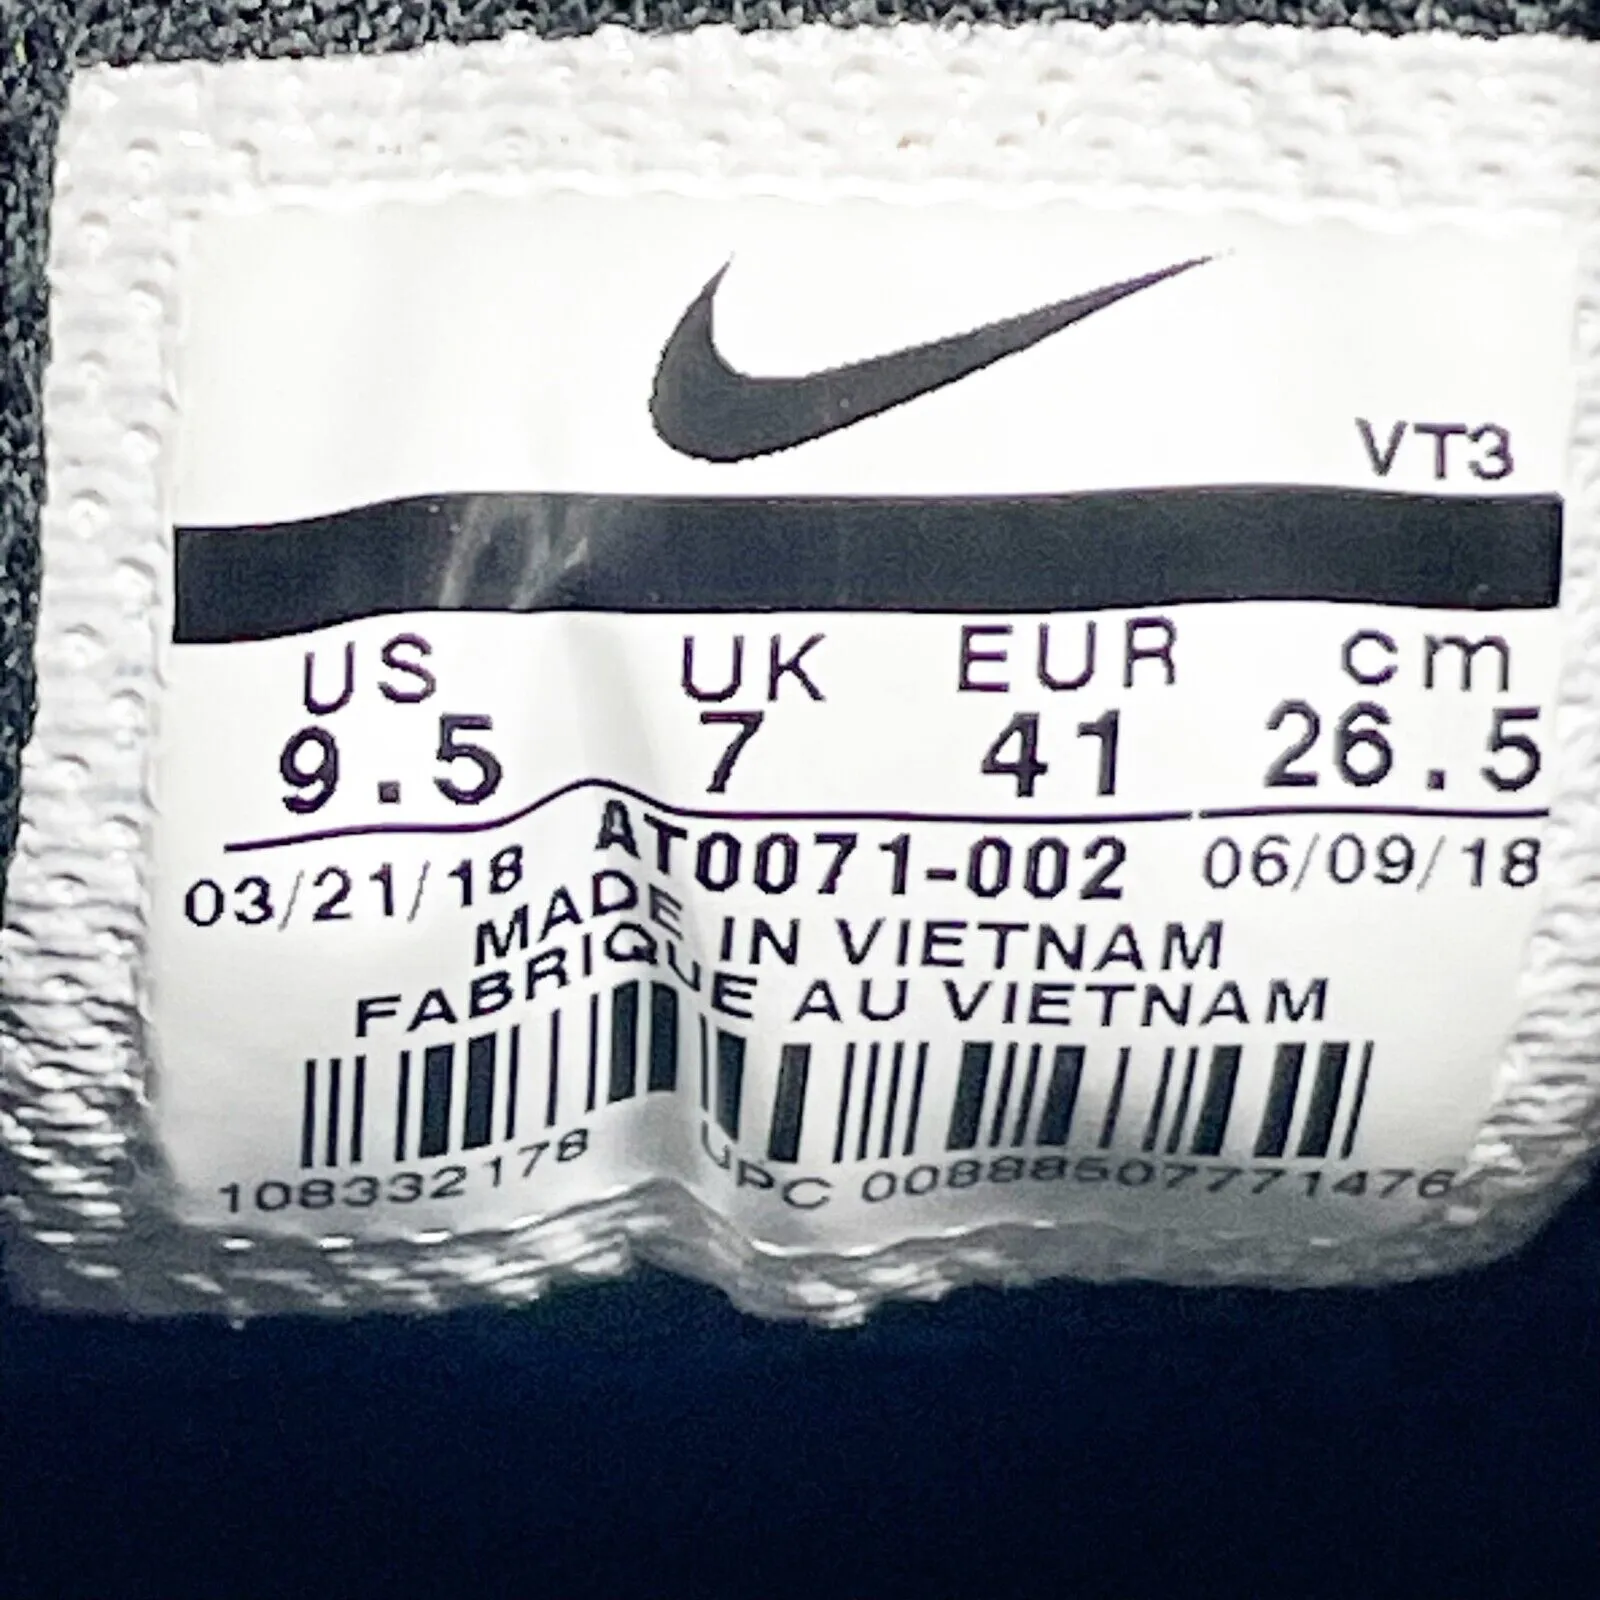 VT3
US UK EUR cm
9.5 7 41 26.5
03/21/18 AT0071-002 06/09/18
MADE IN VIETNAM
FABRIQUE AU VIETNAM
108332178 UPC 00888507771476